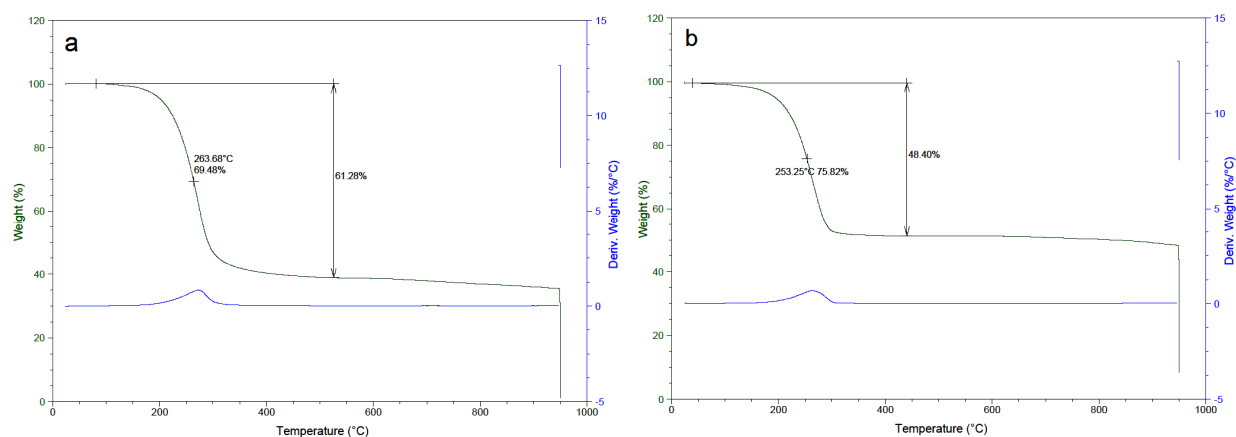 a
120
100
80
60
40
20
0
Weight (%)
263.68°C
69.48%
61.28%
15
10
5
0
-5
Deriv. Weight (%/°C)
0 200 400 600 800 1000
Temperature (°C)
b
120
100
80
60
40
20
0
Weight (%)
253.25°C 75.82%
48.40%
15
10
5
0
-5
Deriv. Weight (%/°C)
0 200 400 600 800 1000
Temperature (°C)